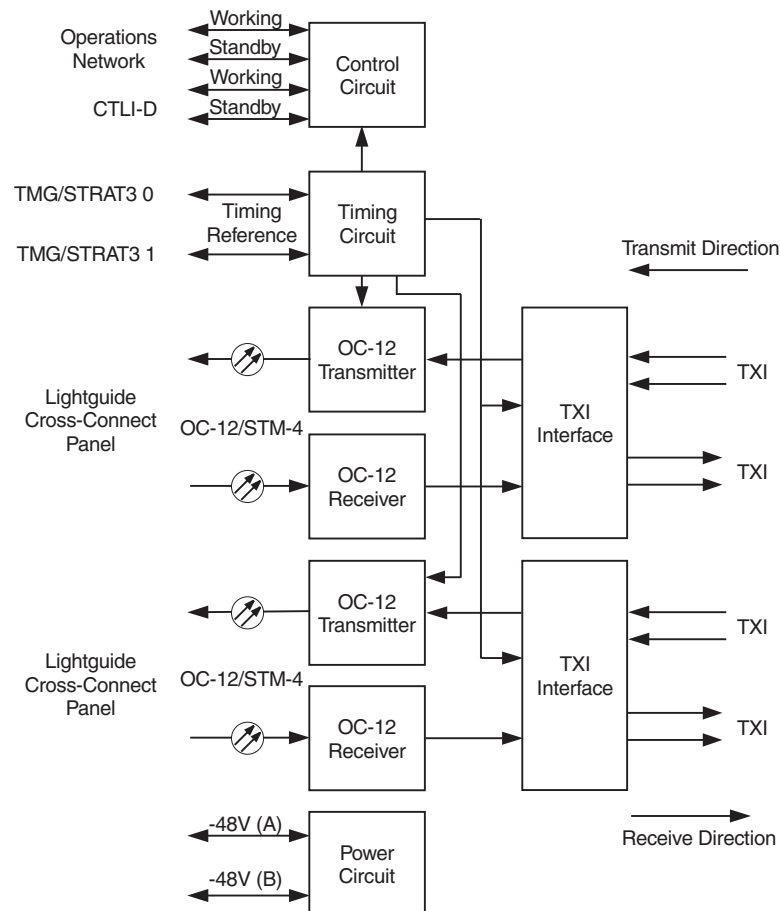 Operations
Network
Working
Standby
Working
CTLI-D
Standby
Control
Circuit
TMG/STRAT3 0
Timing
Reference
TMG/STRAT3 1
Timing
Circuit
Transmit Direction
OC-12
Transmitter
TXI
Interface
TXI
Lightguide
Cross-Connect
Panel
OC-12/STM-4
OC-12
Receiver
TXI
OC-12
Transmitter
TXI
Interface
TXI
Lightguide
Cross-Connect
Panel
OC-12/STM-4
OC-12
Receiver
TXI
-48V (A)
-48V (B)
Power
Circuit
Receive Direction